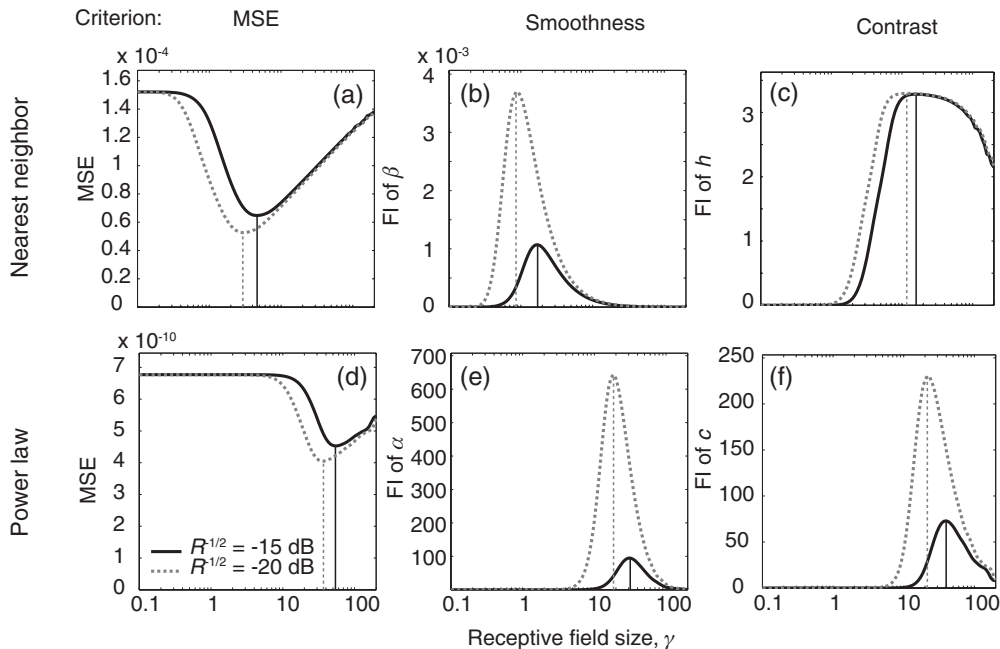 Criterion: MSE Smoothness Contrast
Nearest neighbor
x 10-4
1.6
1.4
1.2
1
0.8
0.6
0.4
0.2
0
MSE
(a)
x 10-3
4
3
2
1
0
FI of β
(b)
3
2
1
0
FI of h
(c)
Power law
x 10-10
7
6
5
4
3
2
1
0
MSE
(d)
R-1/2 = -15 dB
R-1/2 = -20 dB
0.1 1 10 100
700
600
500
400
300
200
100
FI of α
(e)
0.1 1 10 100
250
200
150
100
50
0
FI of c
(f)
0.1 1 10 100
Receptive field size, γ